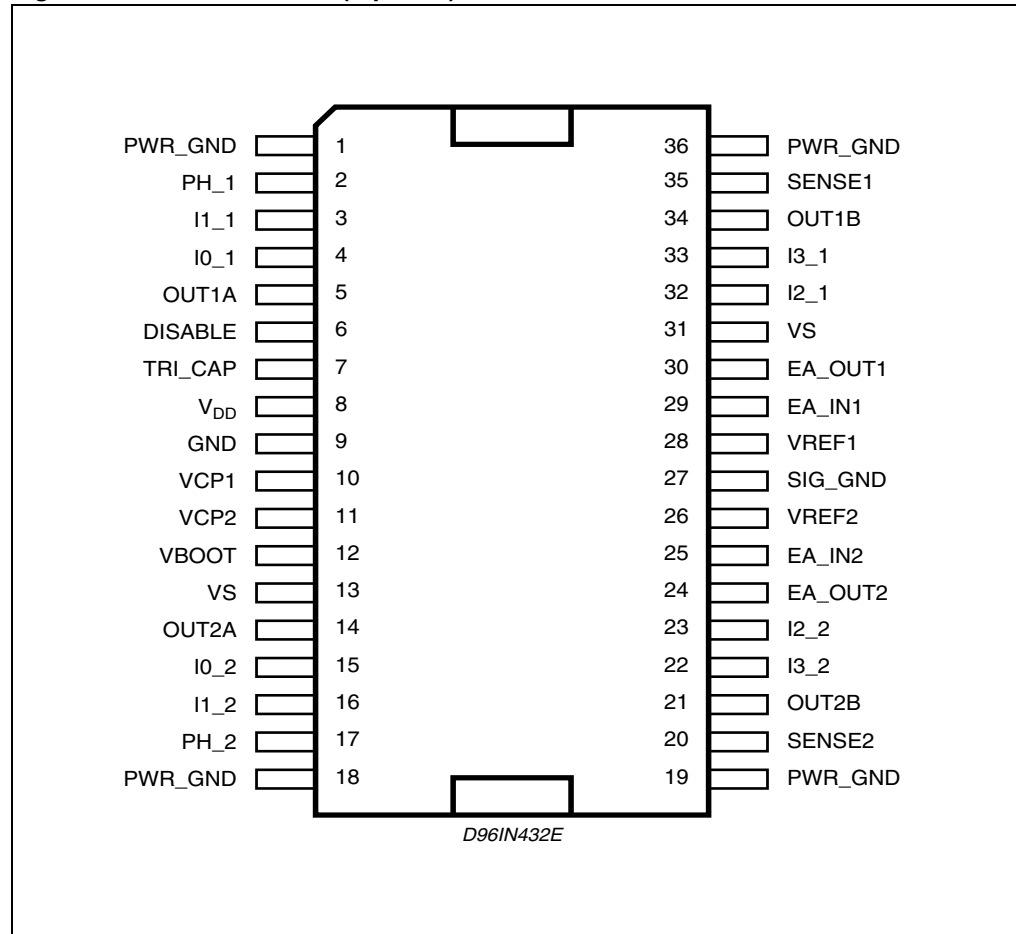 PWR_GND 1 36 PWR_GND
PH_1 2 35 SENSE1
I1_1 3 34 OUT1B
I0_1 4 33 I3_1
OUT1A 5 32 I2_1
DISABLE 6 31 VS
TRI_CAP 7 30 EA_OUT1
VDD 8 29 EA_IN1
GND 9 28 VREF1
VCP1 10 27 SIG_GND
VCP2 11 26 VREF2
VBOOT 12 25 EA_IN2
VS 13 24 EA_OUT2
OUT2A 14 23 I2_2
I0_2 15 22 I3_2
I1_2 16 21 OUT2B
PH_2 17 20 SENSE2
PWR_GND 18 19 PWR_GND
D96IN432E